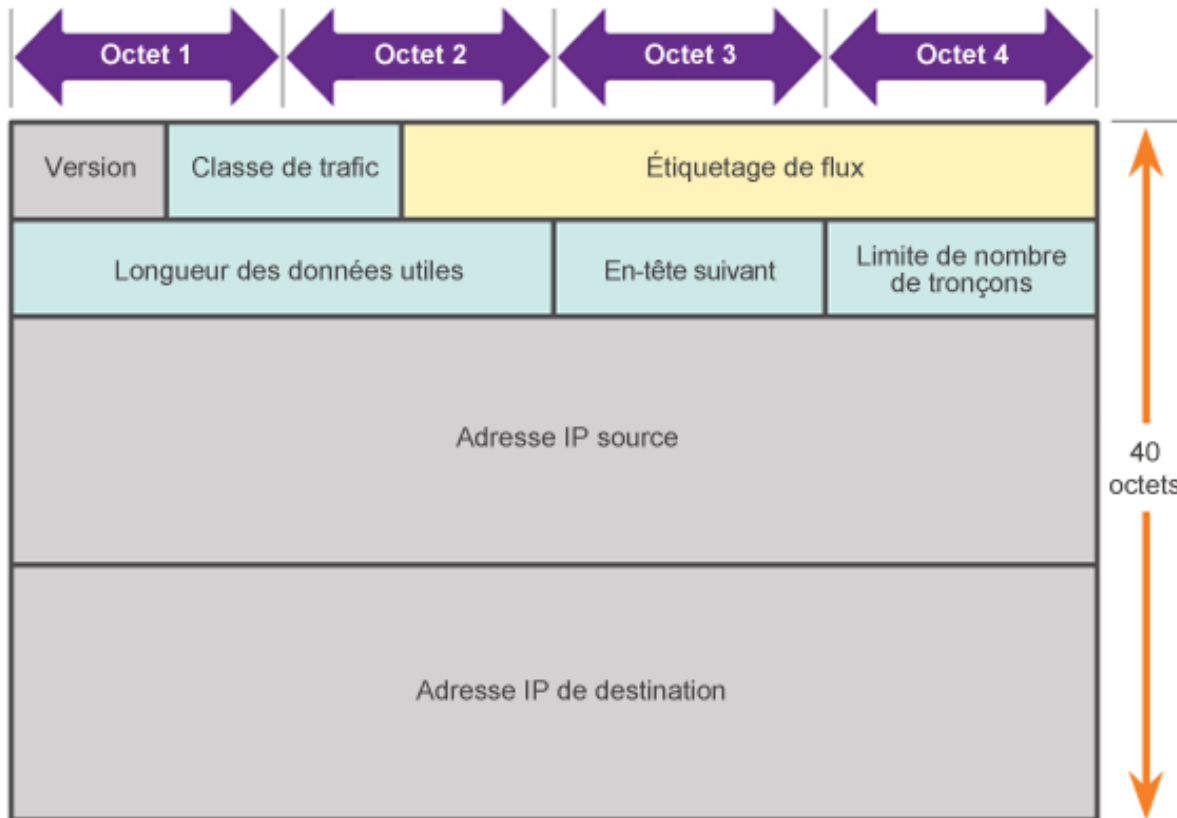 Octet 1
Octet 2
Octet 3
Octet 4
Version
Classe de trafic
Étiquetage de flux
Longueur des données utiles
En-tête suivant
Limite de nombre
de tronçons
Adresse IP source
40
octets
Adresse IP de destination